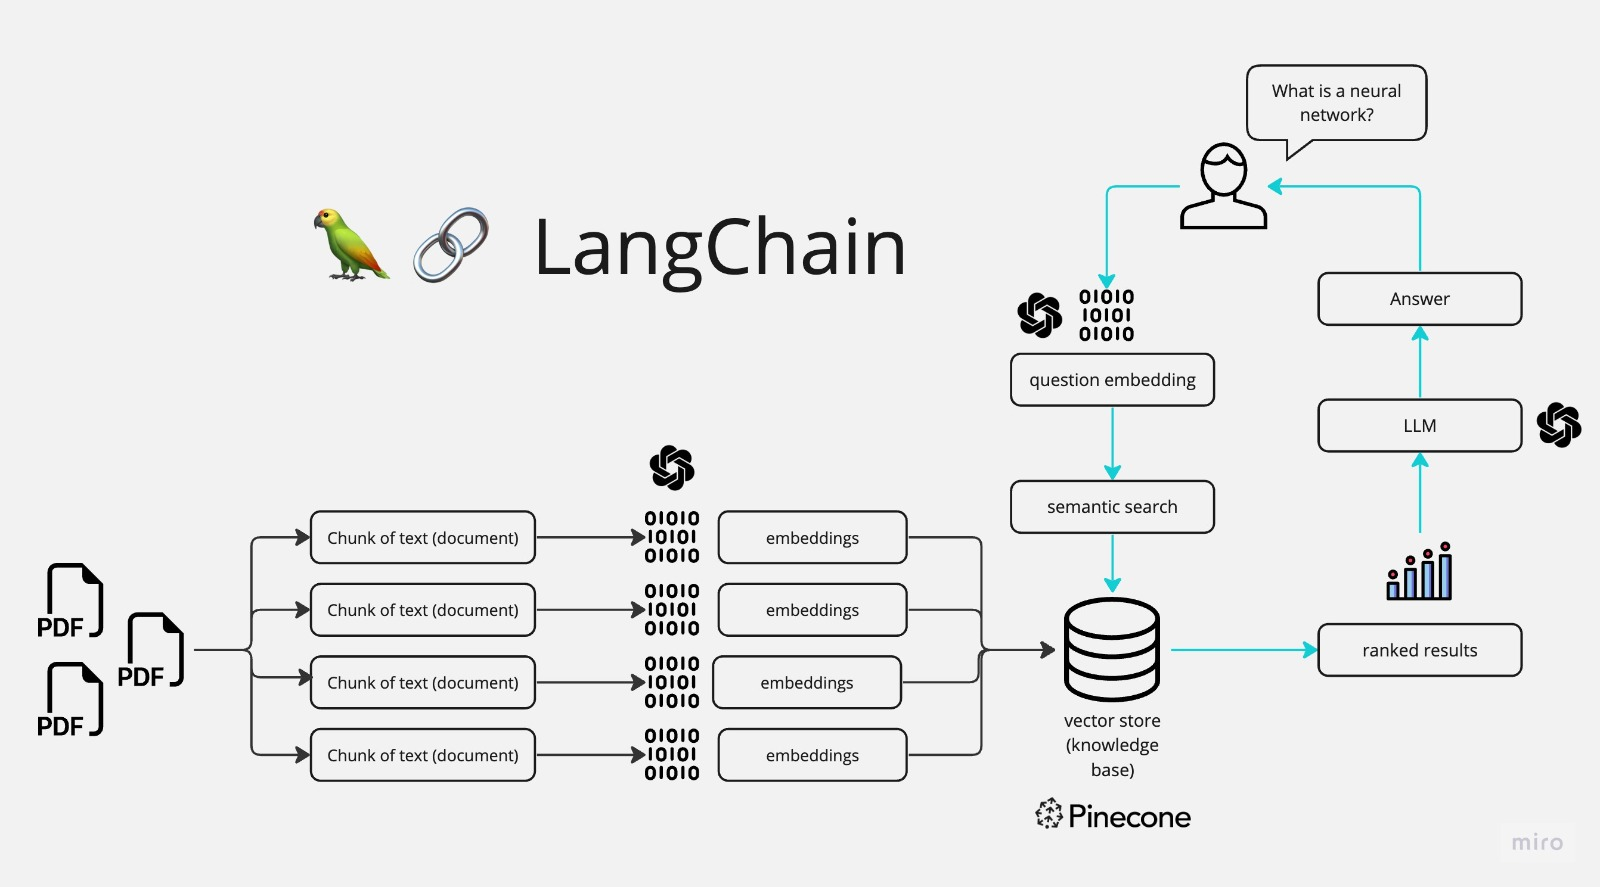 What is a neural
network?
LangChain
01010
10101
01010
question embedding
semantic search
Answer
LLM
ranked results
PDF
PDF
PDF
Chunk of text (document)
01010
10101
01010
embeddings
Chunk of text (document)
01010
10101
01010
embeddings
Chunk of text (document)
01010
10101
01010
embeddings
Chunk of text (document)
01010
10101
01010
embeddings
vector store
(knowledge
base)
Pinecone
miro